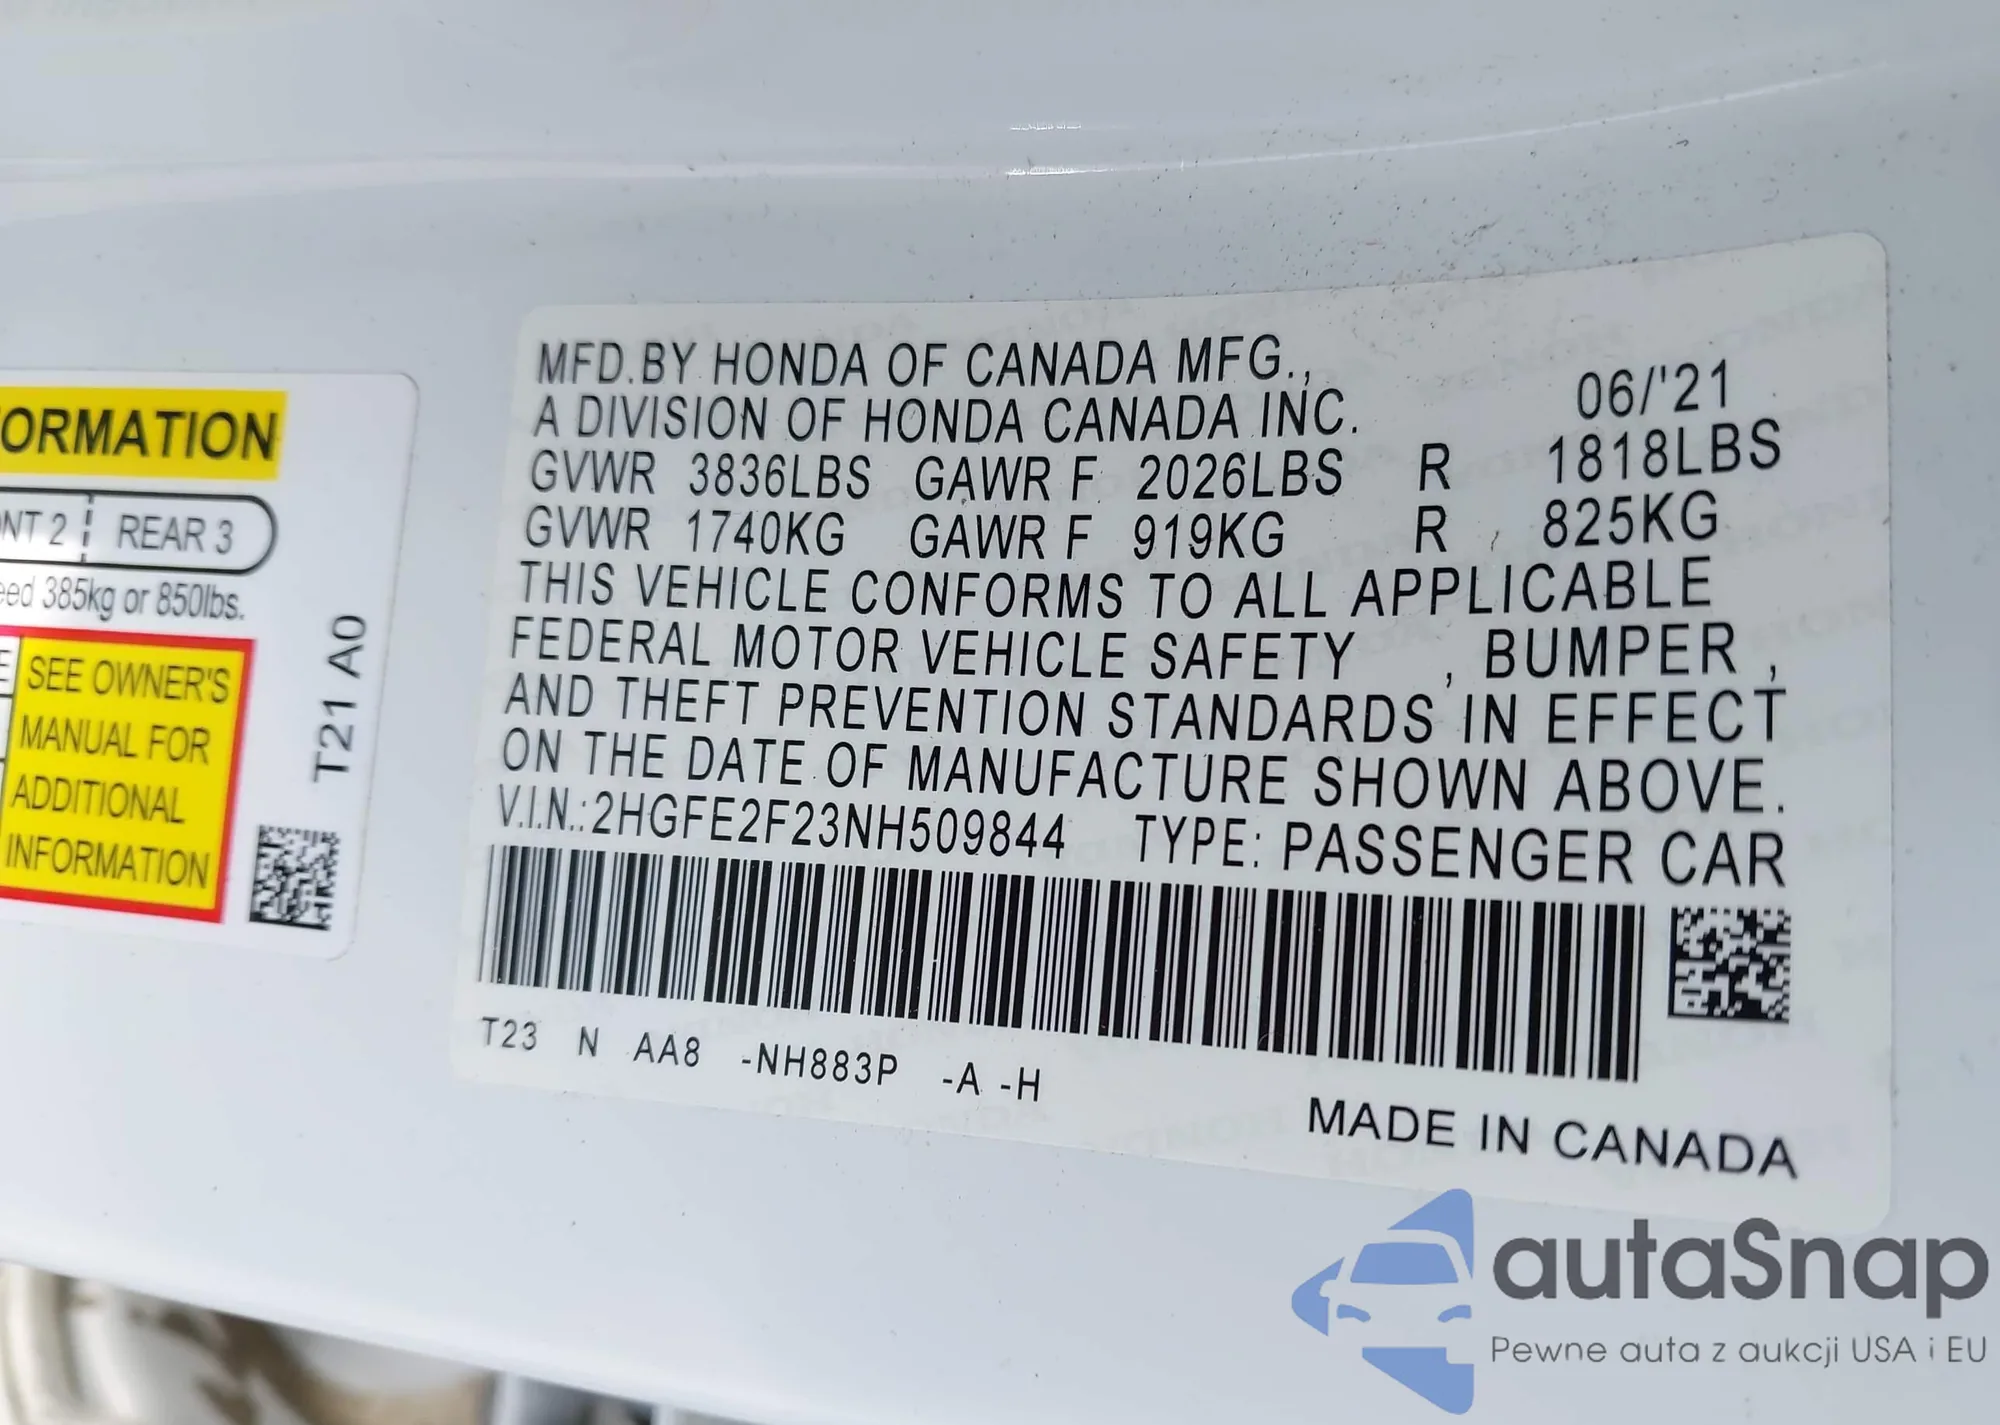 ORMATION
NT 2 REAR 3
eed 385kg or 850lbs.
E
SEE OWNER'S
MANUAL FOR
ADDITIONAL
INFORMATION
T21 A0
MFD.BY HONDA OF CANADA MFG.,
A DIVISION OF HONDA CANADA INC. 06/'21
GVWR 3836LBS GAWR F 2026LBS R 1818LBS
GVWR 1740KG GAWR F 919KG R 825KG
THIS VEHICLE CONFORMS TO ALL APPLICABLE
FEDERAL MOTOR VEHICLE SAFETY , BUMPER ,
AND THEFT PREVENTION STANDARDS IN EFFECT
ON THE DATE OF MANUFACTURE SHOWN ABOVE.
V.I.N.:2HGFE2F23NH509844 TYPE: PASSENGER CAR
T23 N AA8 -NH883P -A -H
MADE IN CANADA
autaSnap
Pewne auta z aukcji USA i EU